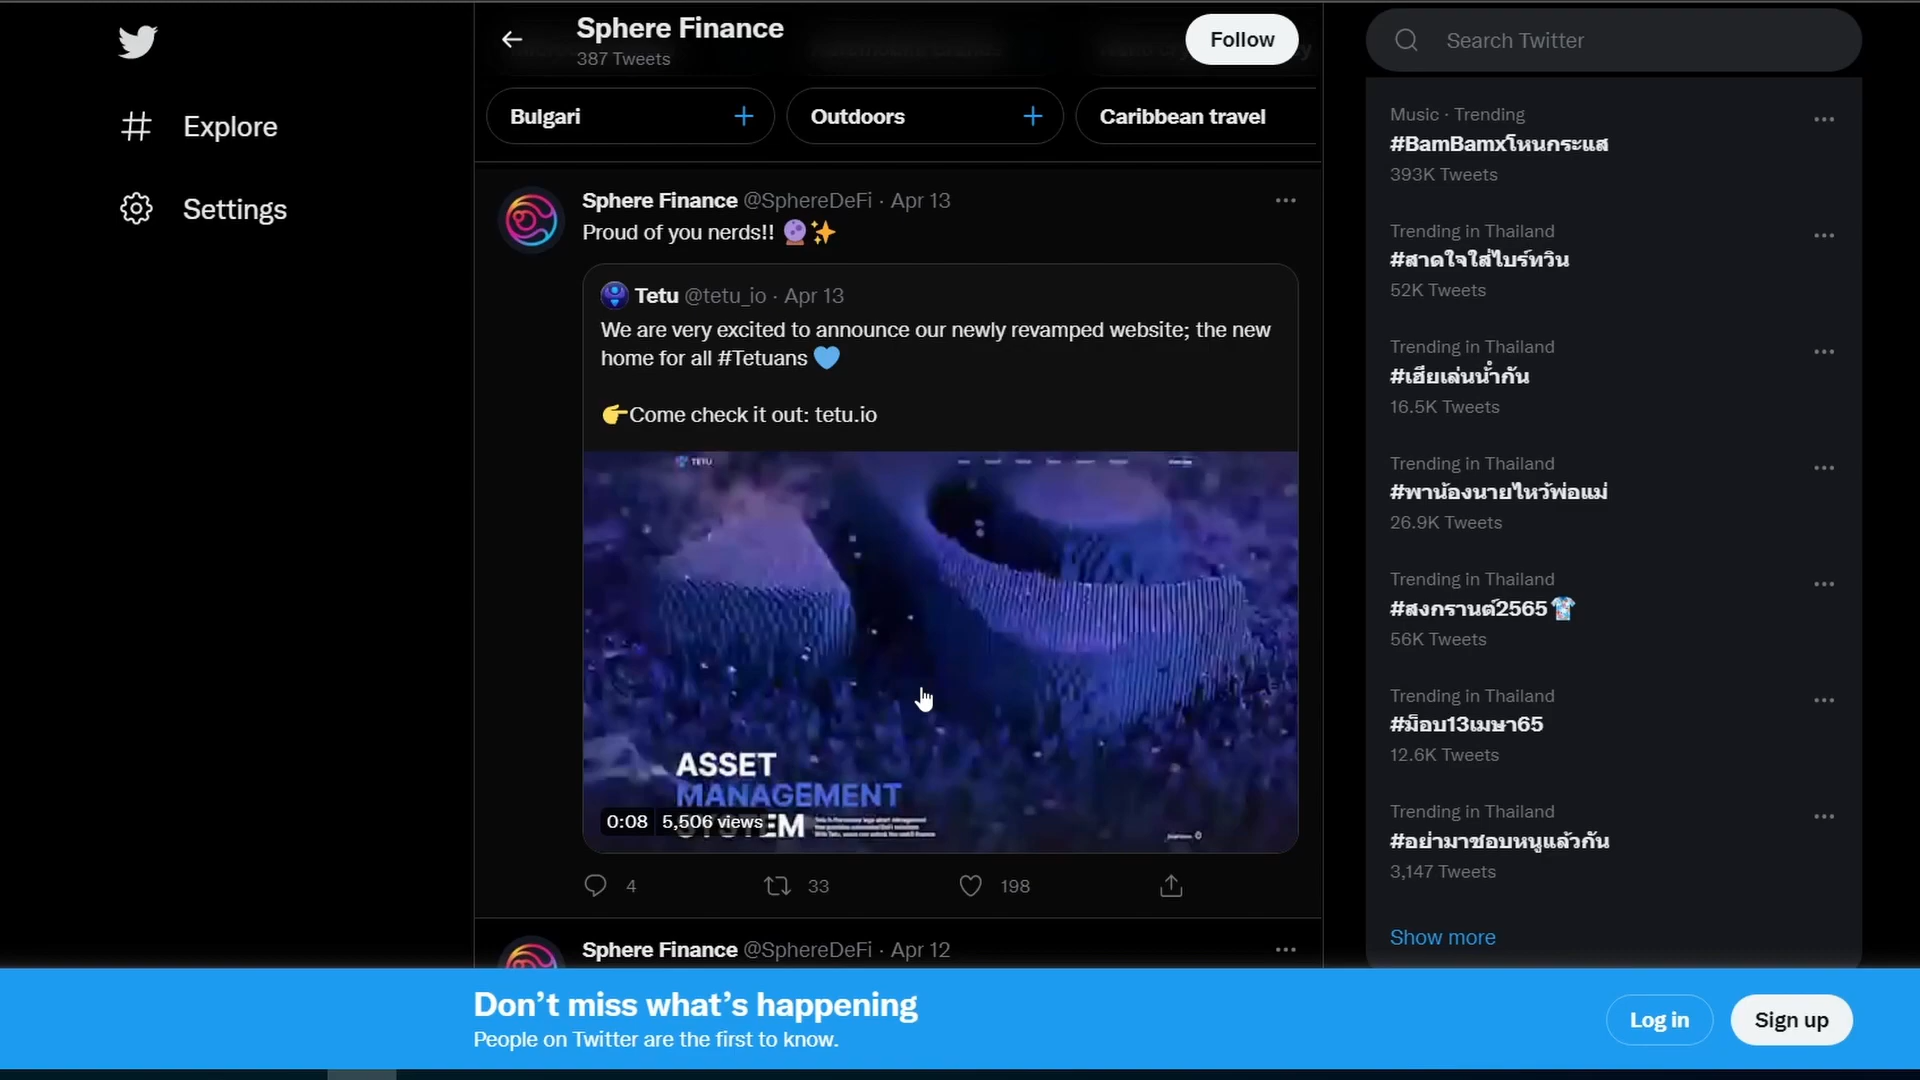 Explore
Settings
Sphere Finance
387 Tweets
Follow
Bulgari
Outdoors
Caribbean travel
Sphere Finance @SphereDeFi · Apr 13
Proud of you nerds!! 🔮✨
Tetu @tetu_io · Apr 13
We are very excited to announce our newly revamped website; the new
home for all #Tetuans 💙
👉Come check it out: tetu.io
TETU
ASSET
MANAGEMENT
0:08 5,506 views
4 33 198
Sphere Finance @SphereDeFi · Apr 12
Search Twitter
Music · Trending
#BamBamxโหนกระแส
393K Tweets
Trending in Thailand
#สาดใจใส่ไบร์ทวิน
52K Tweets
Trending in Thailand
#เฮียเล่นน้ำกัน
16.5K Tweets
Trending in Thailand
#พาน้องนายไหว้พ่อแม่
26.9K Tweets
Trending in Thailand
#สงกรานต์2565
56K Tweets
Trending in Thailand
#ม็อบ13เมษา65
12.6K Tweets
Trending in Thailand
#อย่ามาชอบหนูแล้วกัน
3,147 Tweets
Show more
Don't miss what's happening
People on Twitter are the first to know.
Log in
Sign up